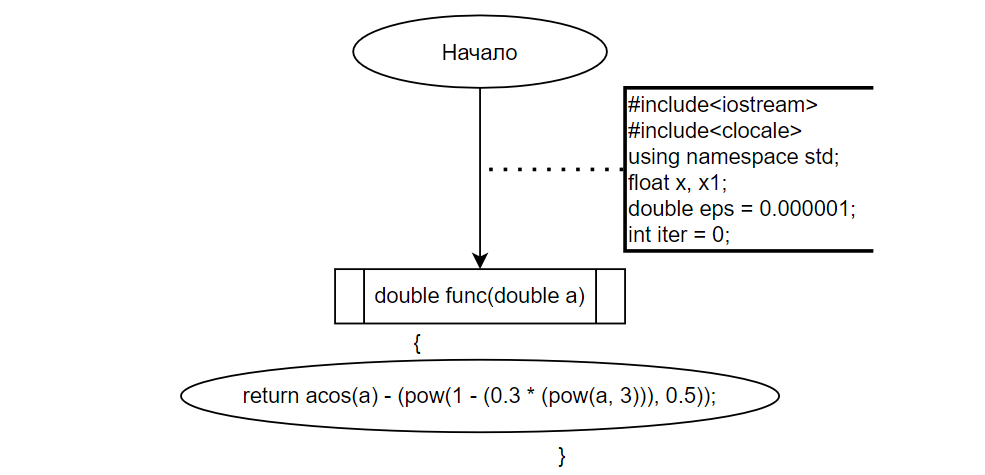 Начало
#include<iostream>
#include<clocale>
using namespace std;
float x, x1;
double eps = 0.000001;
int iter = 0;
double func(double a)
{
return acos(a) - (pow(1 - (0.3 * (pow(a, 3))), 0.5));
}